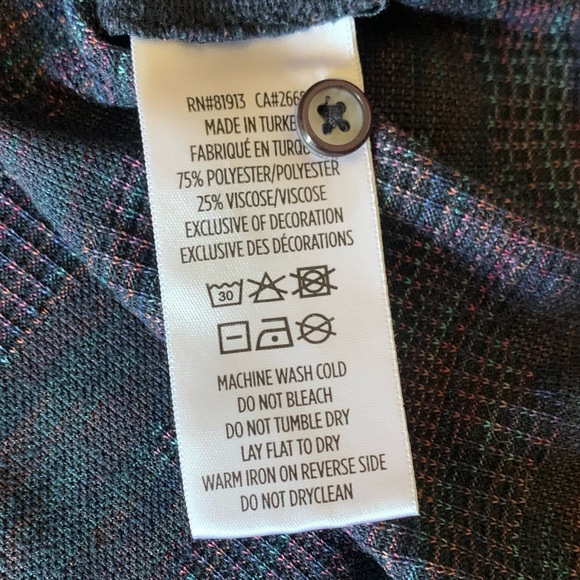 RN#81913
MADE IN
FABRIQUÉ EN
75% POLYESTER/POLYESTER
25% VISCOSE/VISCOSE
EXCLUSIVE OF DECORATION
EXCLUSIVE DES DÉCORATIONS
30
MACHINE WASH COLD
DO NOT BLEACH
DO NOT TUMBLE DRY
LAY FLAT TO DRY
WARM IRON ON REVERSE SIDE
DO NOT DRYCLEAN